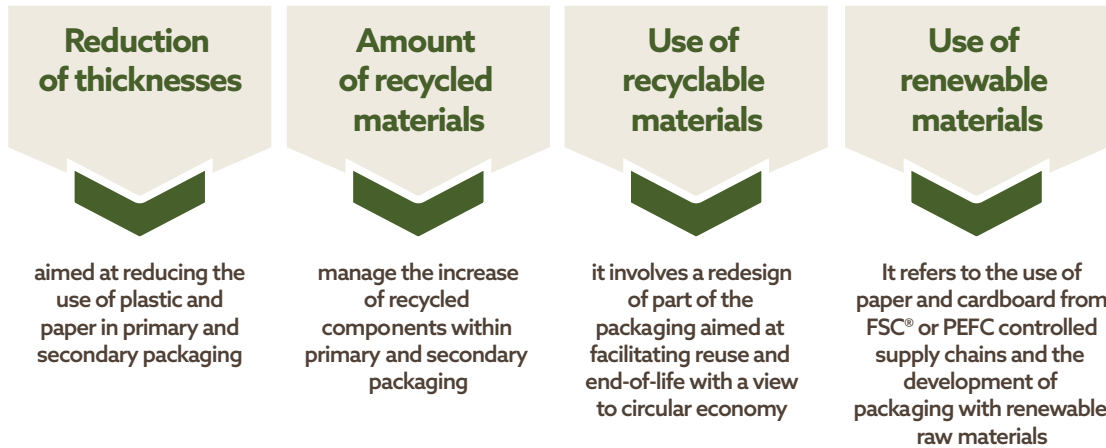 Reduction
of thicknesses
aimed at reducing the
use of plastic and
paper in primary and
secondary packaging
Amount
of recycled
materials
manage the increase
of recycled
components within
primary and secondary
packaging
Use of
recyclable
materials
it involves a redesign
of part of the
packaging aimed at
facilitating reuse and
end-of-life with a view
to circular economy
Use of
renewable
materials
It refers to the use of
paper and cardboard from
FSC® or PEFC controlled
supply chains and the
development of
packaging with renewable
raw materials